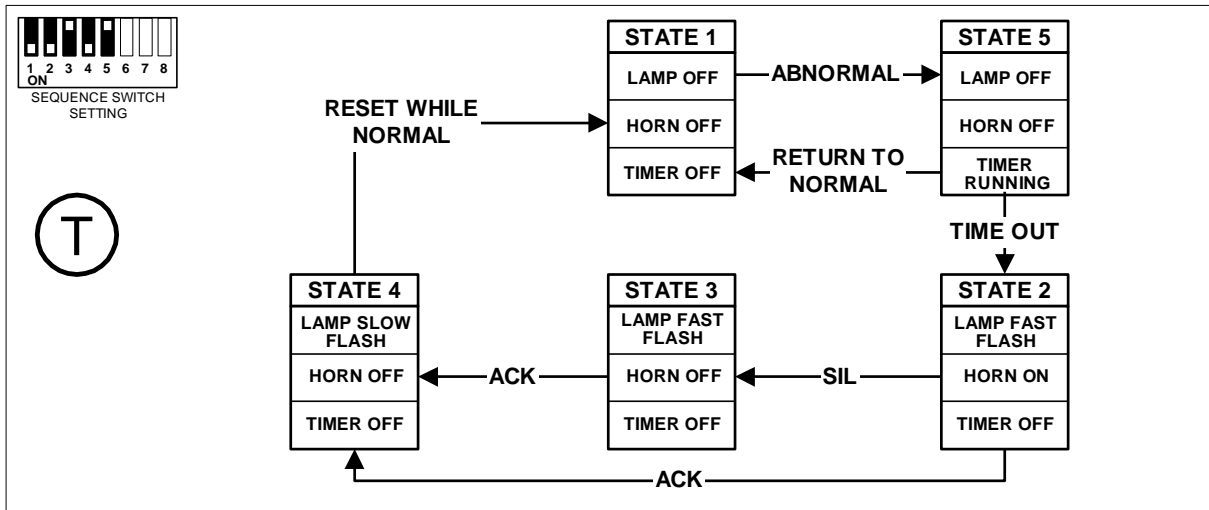 1 2 3 4 5 6 7 8
ON
SEQUENCE SWITCH
SETTING
T
STATE 1
LAMP OFF
HORN OFF
TIMER OFF
ABNORMAL
RETURN TO
NORMAL
STATE 5
LAMP OFF
HORN OFF
TIMER
RUNNING
RESET WHILE
NORMAL
TIME OUT
STATE 4
LAMP SLOW
FLASH
HORN OFF
TIMER OFF
ACK
STATE 3
LAMP FAST
FLASH
HORN OFF
TIMER OFF
SIL
STATE 2
LAMP FAST
FLASH
HORN ON
TIMER OFF
ACK